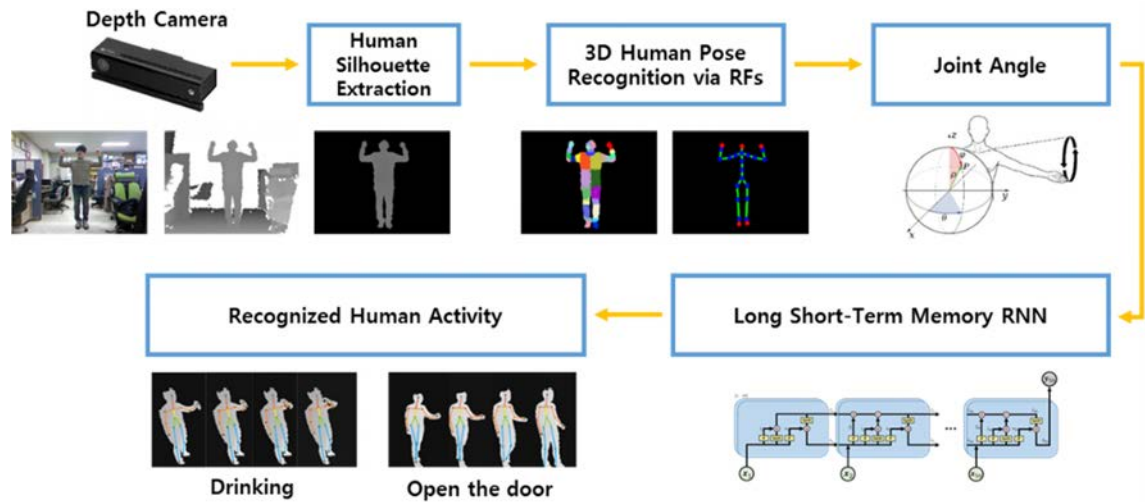 Depth Camera
Human
Silhouette
Extraction
3D Human Pose
Recognition via RFs
Joint Angle
z
y
x
θ
Recognized Human Activity
Long Short-Term Memory RNN
Drinking
Open the door
...